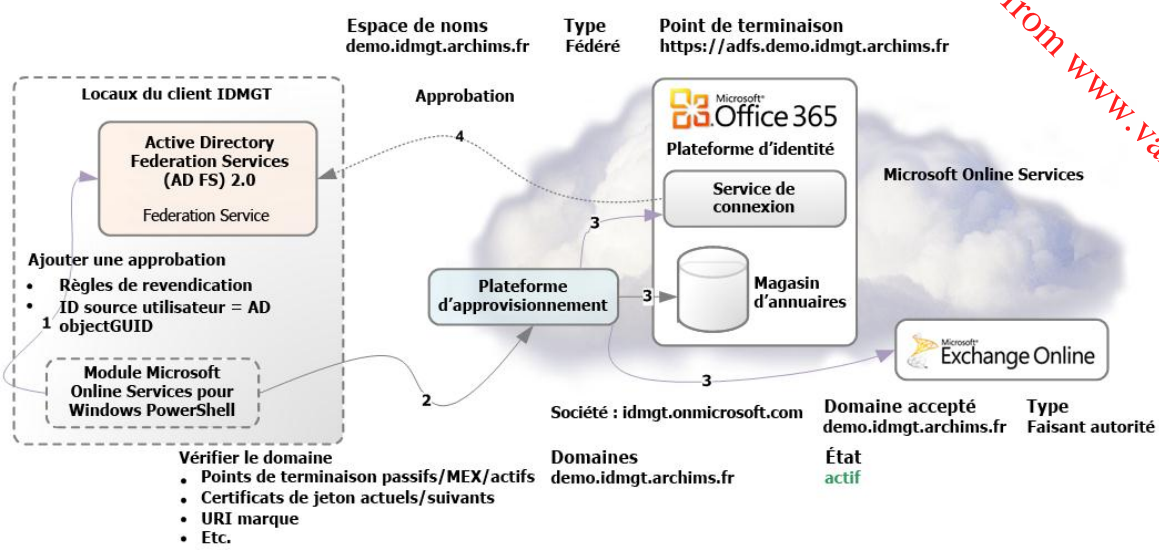 from www.va
Espace de noms Type Point de terminaison
demo.idmgt.archims.fr Fédéré https://adfs.demo.idmgt.archims.fr
Locaux du client IDMGT
Active Directory
Federation Services
(AD FS) 2.0
Federation Service
Approbation
4
Microsoft®
Office 365
Plateforme d'identité
Service de
connexion
Microsoft Online Services
3
Ajouter une approbation
• Règles de revendication
• ID source utilisateur = AD
objectGUID
1
Plateforme
d'approvisionnement
3
Magasin
d'annuaires
Module Microsoft
Online Services pour
Windows PowerShell
2
3
Microsoft®
Exchange Online
Société : idmgt.onmicrosoft.com
Domaine accepté Type
demo.idmgt.archims.fr Faisant autorité
Vérifier le domaine
• Points de terminaison passifs/MEX/actifs
• Certificats de jeton actuels/suivants
• URI marque
• Etc.
Domaines État
demo.idmgt.archims.fr actif